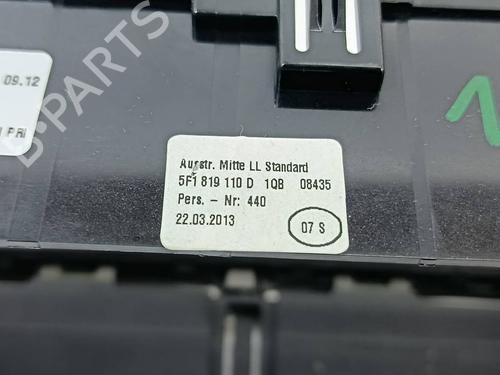 09.12
PRI
Ausstr. Mitte LL Standard
5F1 819 110 D 1QB 08435
Pers. - Nr: 440
22.03.2013
07 S
B-PARTS